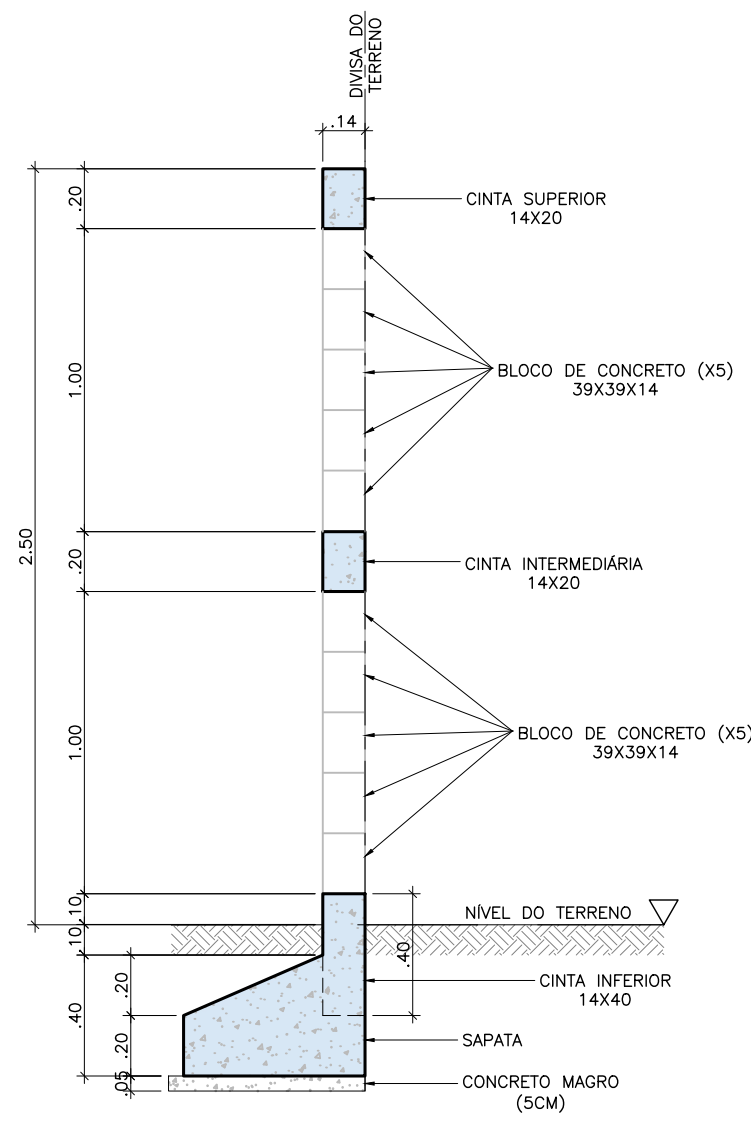 DIVISA DO
TERRENO
.14
.20
CINTA SUPERIOR
14X20
1.00
BLOCO DE CONCRETO (X5)
39X39X14
2.50
.20
CINTA INTERMEDIÁRIA
14X20
1.00
BLOCO DE CONCRETO (X5)
39X39X14
.10
NÍVEL DO TERRENO
.10
.40
.20
CINTA INFERIOR
14X40
.40
.20
SAPATA
.05
CONCRETO MAGRO
(5CM)